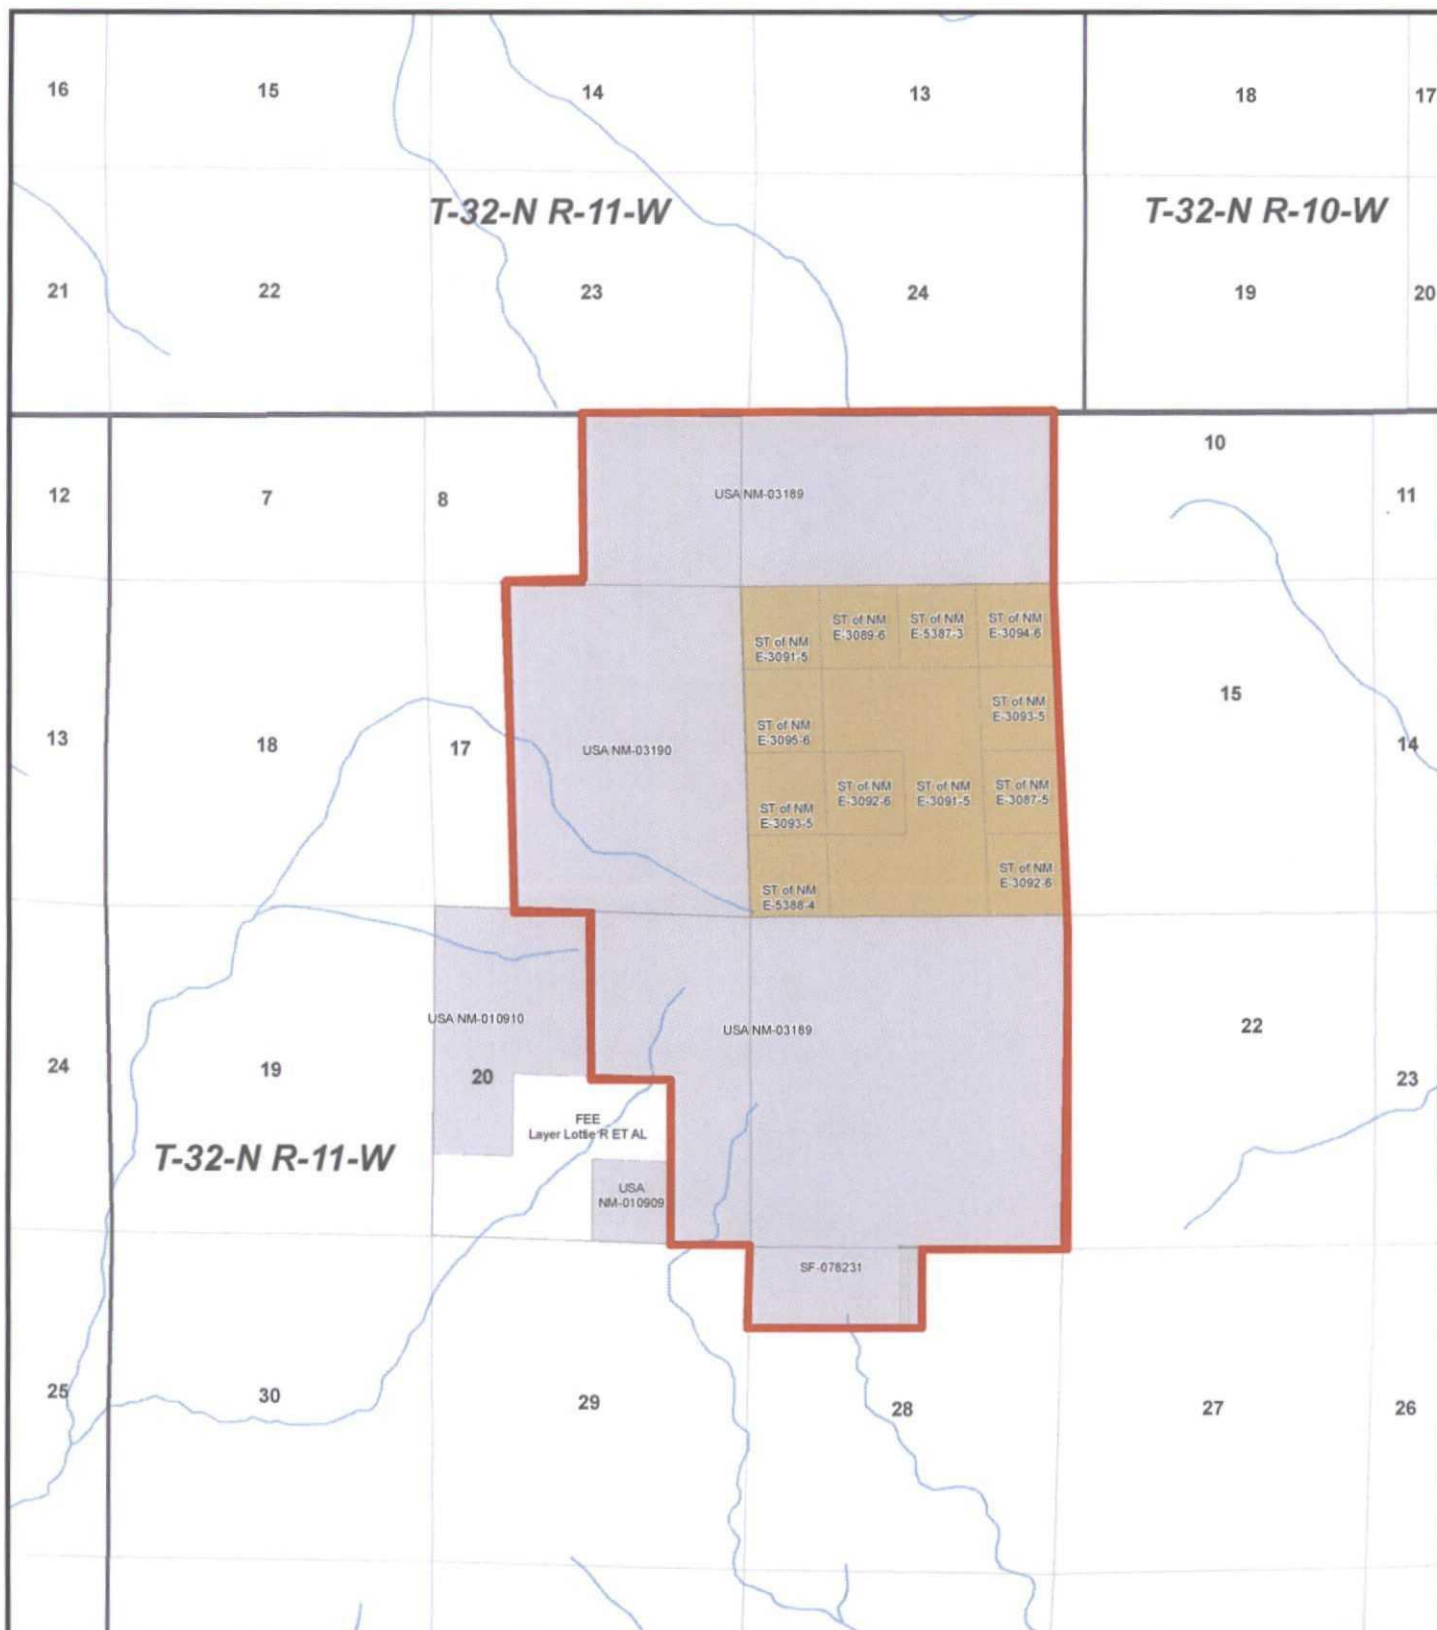 16
15
14
13
18
17
T-32-N R-11-W
T-32-N R-10-W
21
22
23
24
19
20
10
12
7
8
USA NM-03189
11
ST of NM
E-3091-5
ST of NM
E-3089-6
ST of NM
E-5387-3
ST of NM
E-3094-6
15
ST of NM
E-3093-5
13
18
17
USA NM-03190
ST of NM
E-3095-6
14
ST of NM
E-3093-5
ST of NM
E-3092-6
ST of NM
E-3091-5
ST of NM
E-3087-5
ST of NM
E-5388-4
ST of NM
E-3092-6
USA NM-010910
USA NM-03189
22
24
19
20
23
FEE
Layer Lottie R ET AL
T-32-N R-11-W
USA
NM-010909
SF-078231
25
30
29
28
27
26